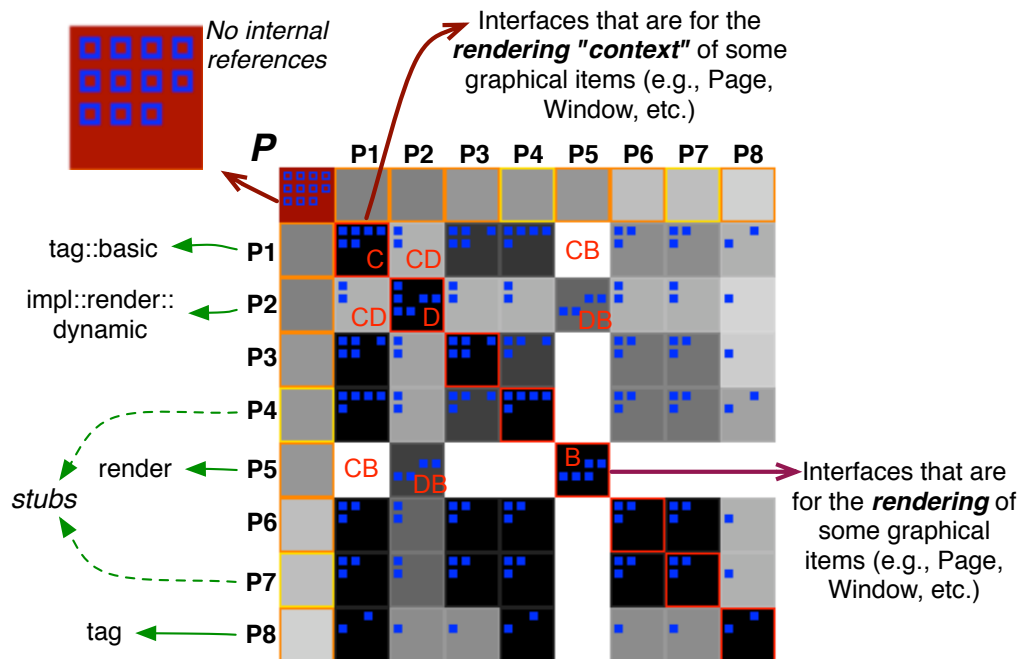 No internal
references
Interfaces that are for the
rendering "context" of some
graphical items (e.g., Page,
Window, etc.)
P
P1 P2 P3 P4 P5 P6 P7 P8
tag::basic
P1
C
CD
CB
impl::render::
dynamic
P2
CD
D
DB
P3
P4
render
P5
CB
DB
B
stubs
Interfaces that are
for the rendering of
some graphical
items (e.g., Page,
Window, etc.)
P6
P7
tag
P8